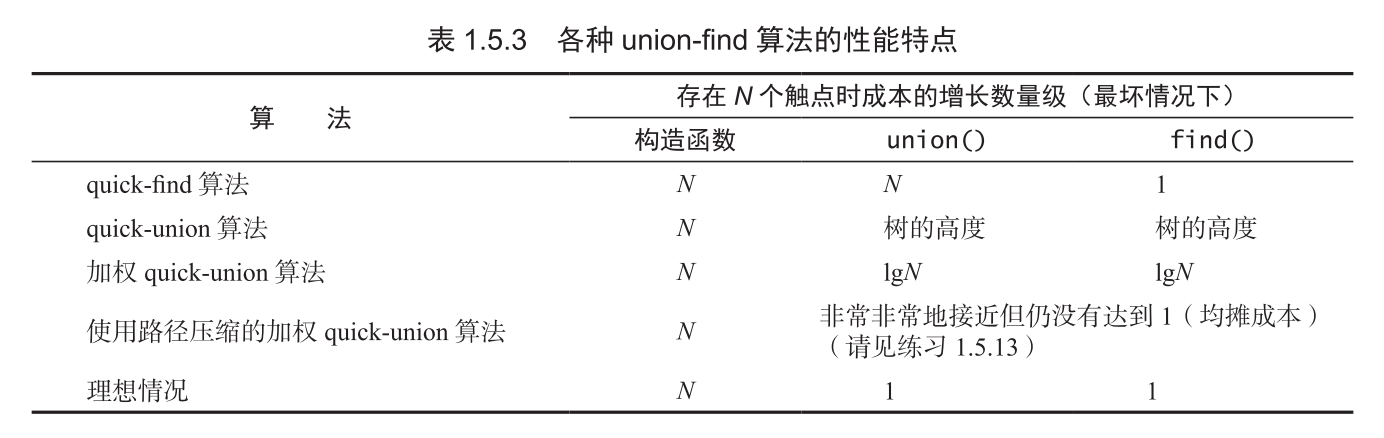 表 1.5.3 各种 union-find 算法的性能特点
算 法 存在 N 个触点时成本的增长数量级（最坏情况下）
构造函数 union() find()
quick-find 算法 N N 1
quick-union 算法 N 树的高度 树的高度
加权 quick-union 算法 N lgN lgN
使用路径压缩的加权 quick-union 算法 N 非常非常地接近但仍没有达到 1（均摊成本）
（请见练习 1.5.13）
理想情况 N 1 1